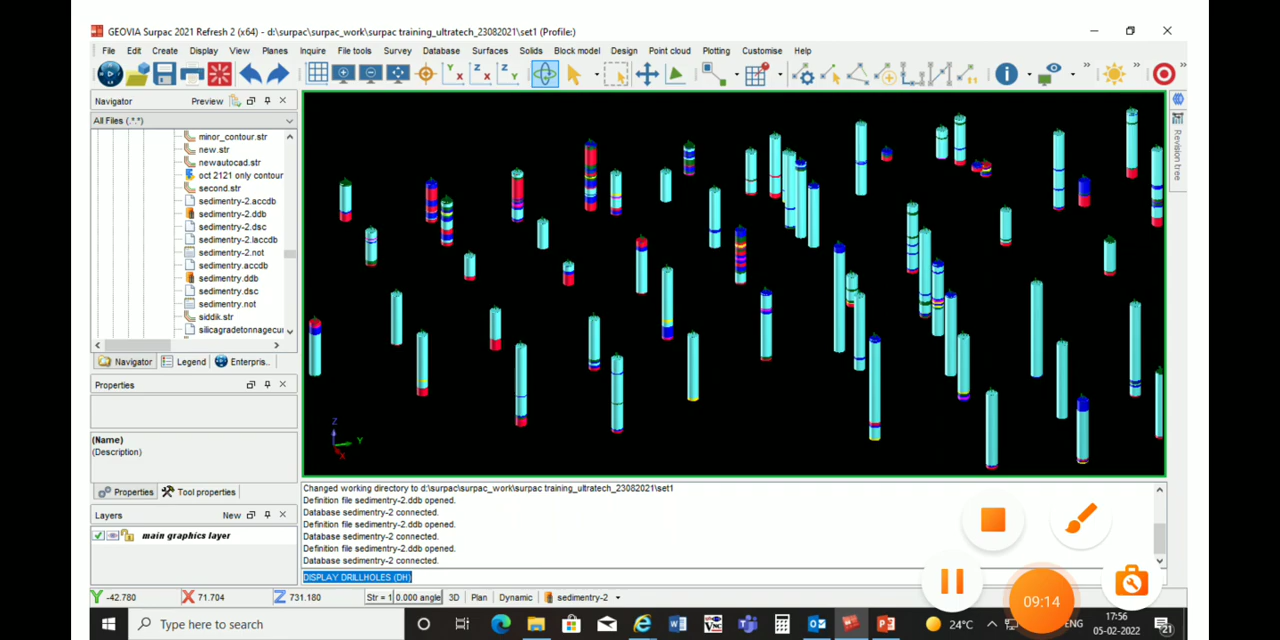 GEOVIA Surpac 2021 Refresh 2 (x64) - d:\surpac\surpac_work\surpac training_ultratech_23082021\set1 (Profile:)
File Edit Create Display View Planes Inquire File tools Survey Database Surfaces Solids Block model Design Point cloud Plotting Customise Help
Navigator Preview
All Files (*.*)
minor_contour.str
new.str
newautocad.str
oct 2121 only contour
second.str
sedimentry-2.accdb
sedimentry-2.ddb
sedimentry-2.dsc
sedimentry-2.laccdb
sedimentry-2.not
sedimentry.accdb
sedimentry.ddb
sedimentry.dsc
sedimentry.not
siddik.str
silicagradetonnagecu
Navigator Legend Enterpris..
Properties
(Name)
(Description)
Properties Tool properties
Layers New
main graphics layer
Revision tree
Z
Y
X
Changed working directory to d:\surpac\surpac_work\surpac training_ultratech_23082021\set1
Definition file sedimentry-2.ddb opened.
Database sedimentry-2 connected.
Definition file sedimentry-2.ddb opened.
Database sedimentry-2 connected.
Definition file sedimentry-2.ddb opened.
Database sedimentry-2 connected.
DISPLAY DRILLHOLES (DH)
Y -42.780 X 71.704 Z 731.180 Str = 1 0.000 angle 3D Plan Dynamic sedimentry-2
09:14
Type here to search
24°C
ENG
17:56
05-02-2022
21